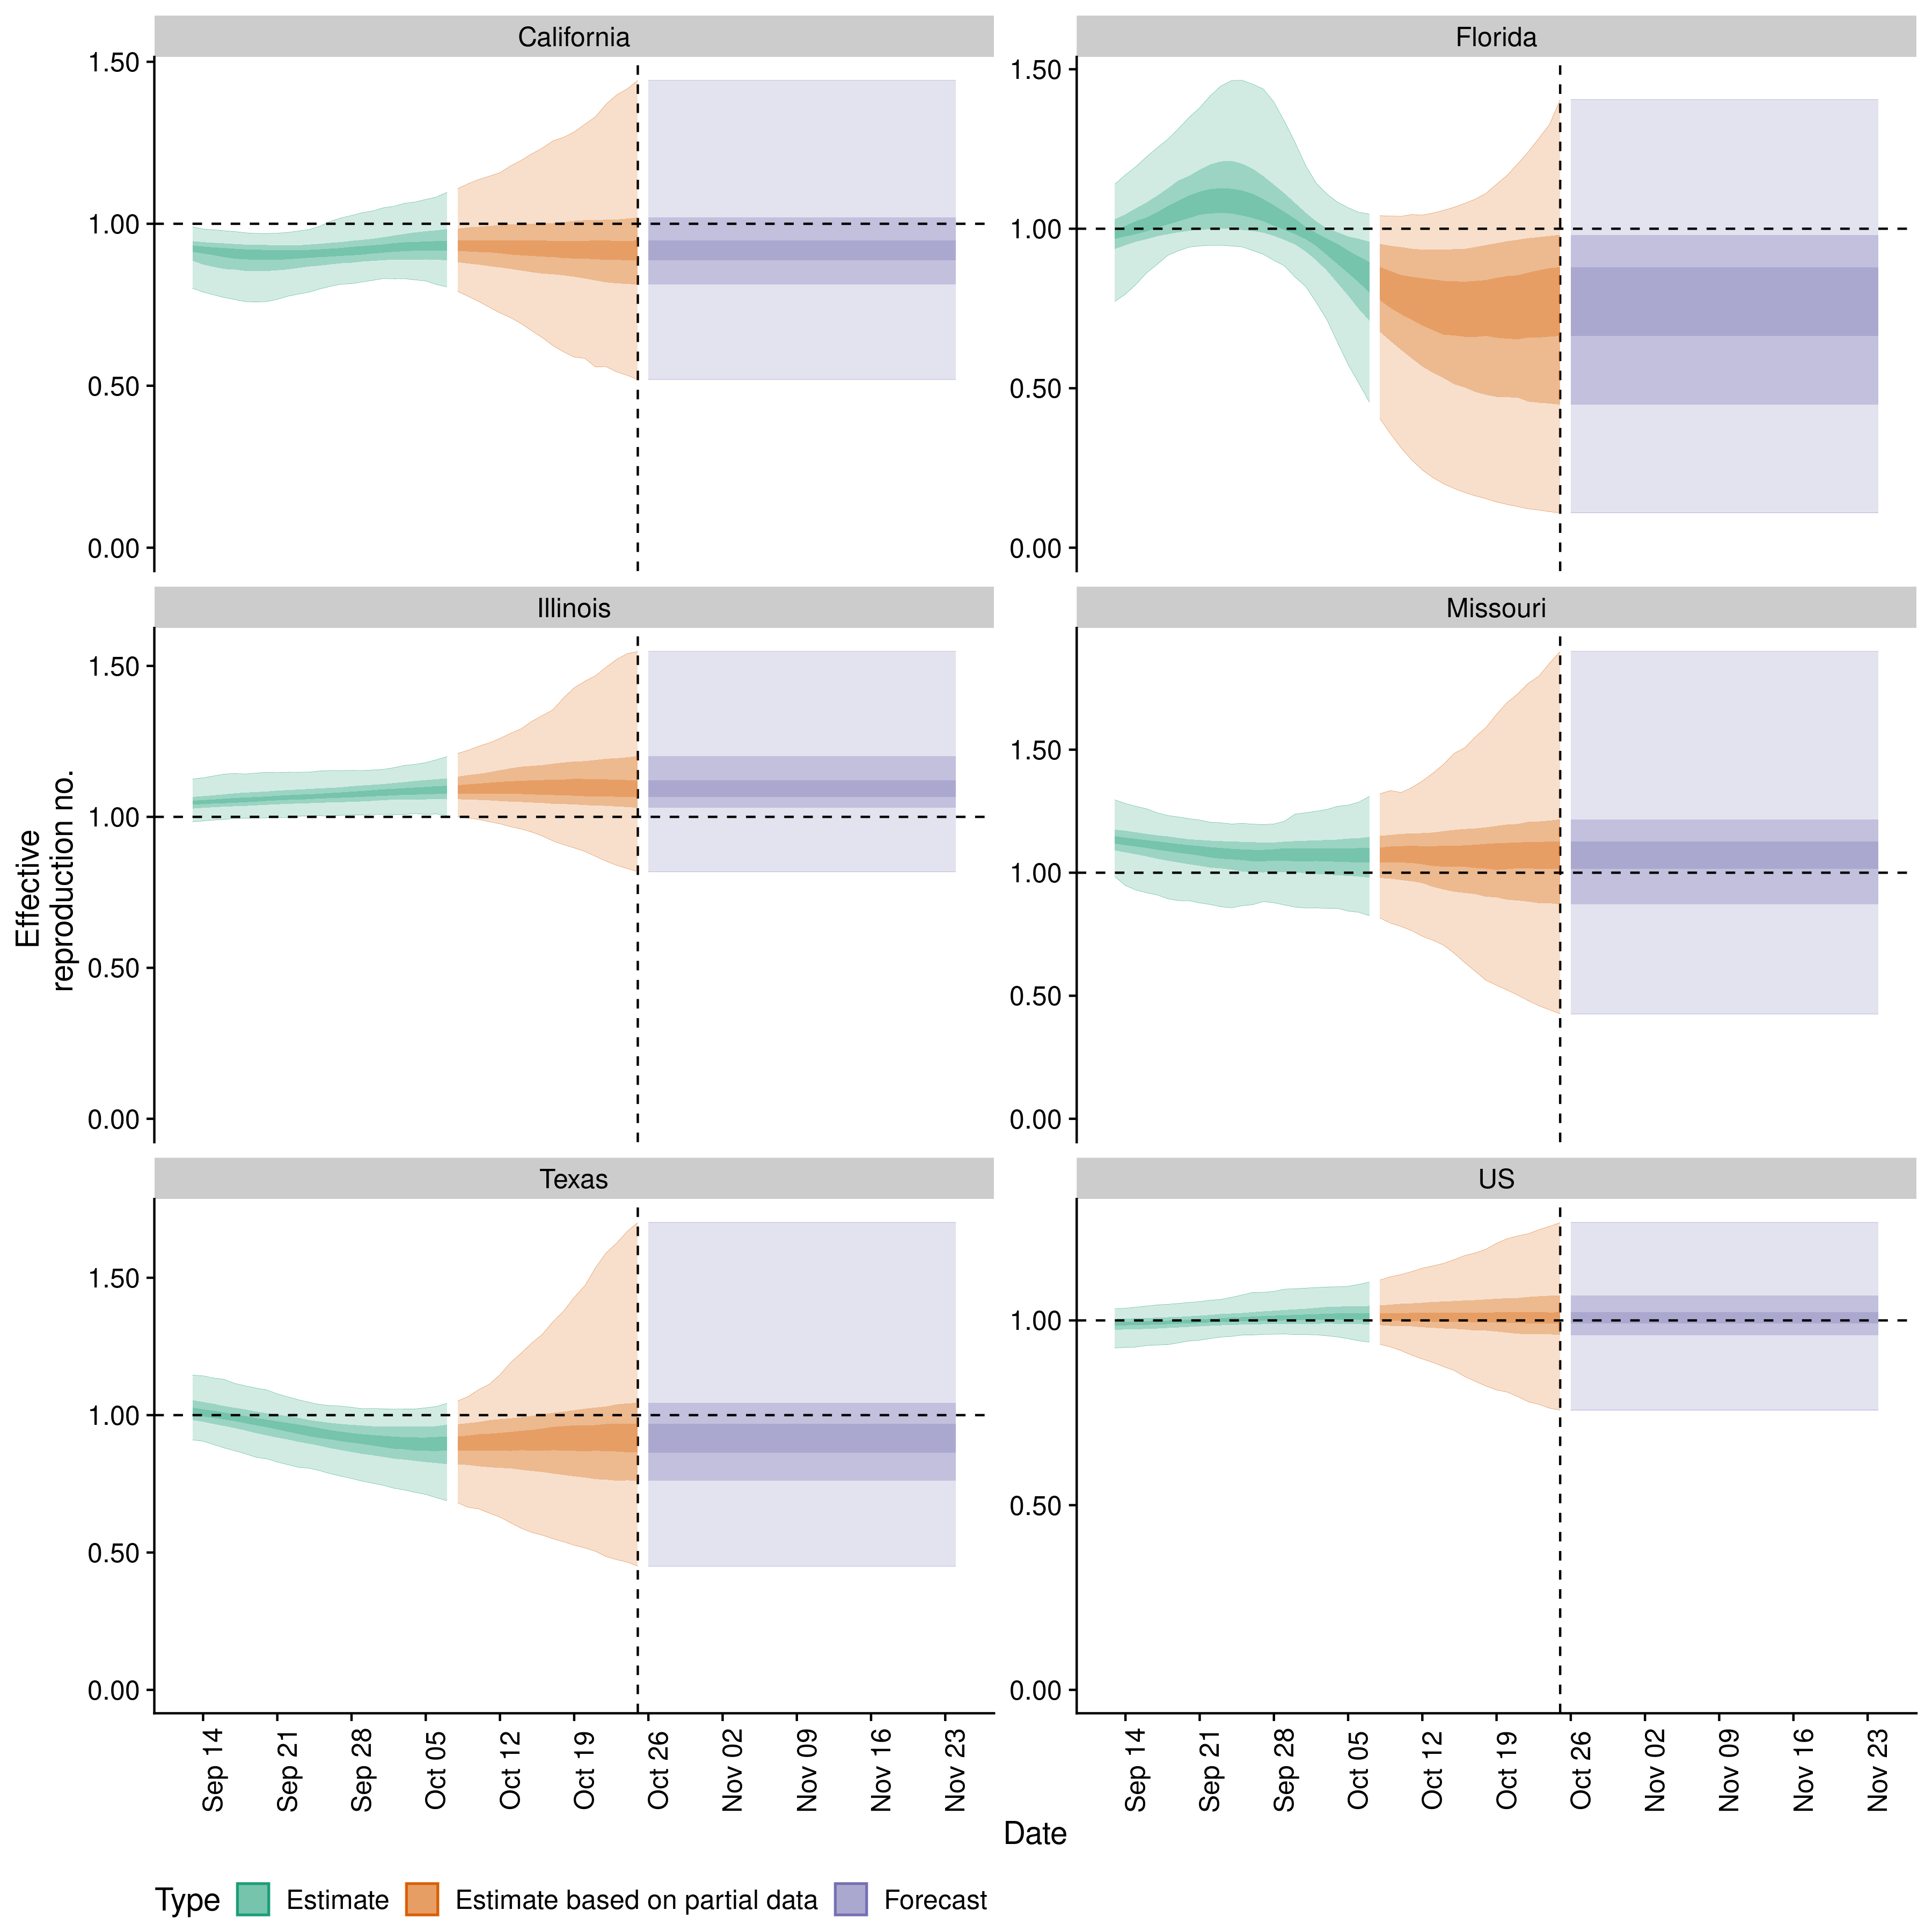 California
Florida
1.50
1.00
0.50
0.00
1.50
1.00
0.50
0.00
Illinois
Missouri
1.50
1.00
0.50
0.00
1.50
1.00
0.50
0.00
Texas
US
1.50
1.00
0.50
0.00
1.00
0.50
0.00
Effective
reproduction no.
Sep 14
Sep 21
Sep 28
Oct 05
Oct 12
Oct 19
Oct 26
Nov 02
Nov 09
Nov 16
Nov 23
Sep 14
Sep 21
Sep 28
Oct 05
Oct 12
Oct 19
Oct 26
Nov 02
Nov 09
Nov 16
Nov 23
Date
Type Estimate Estimate based on partial data Forecast